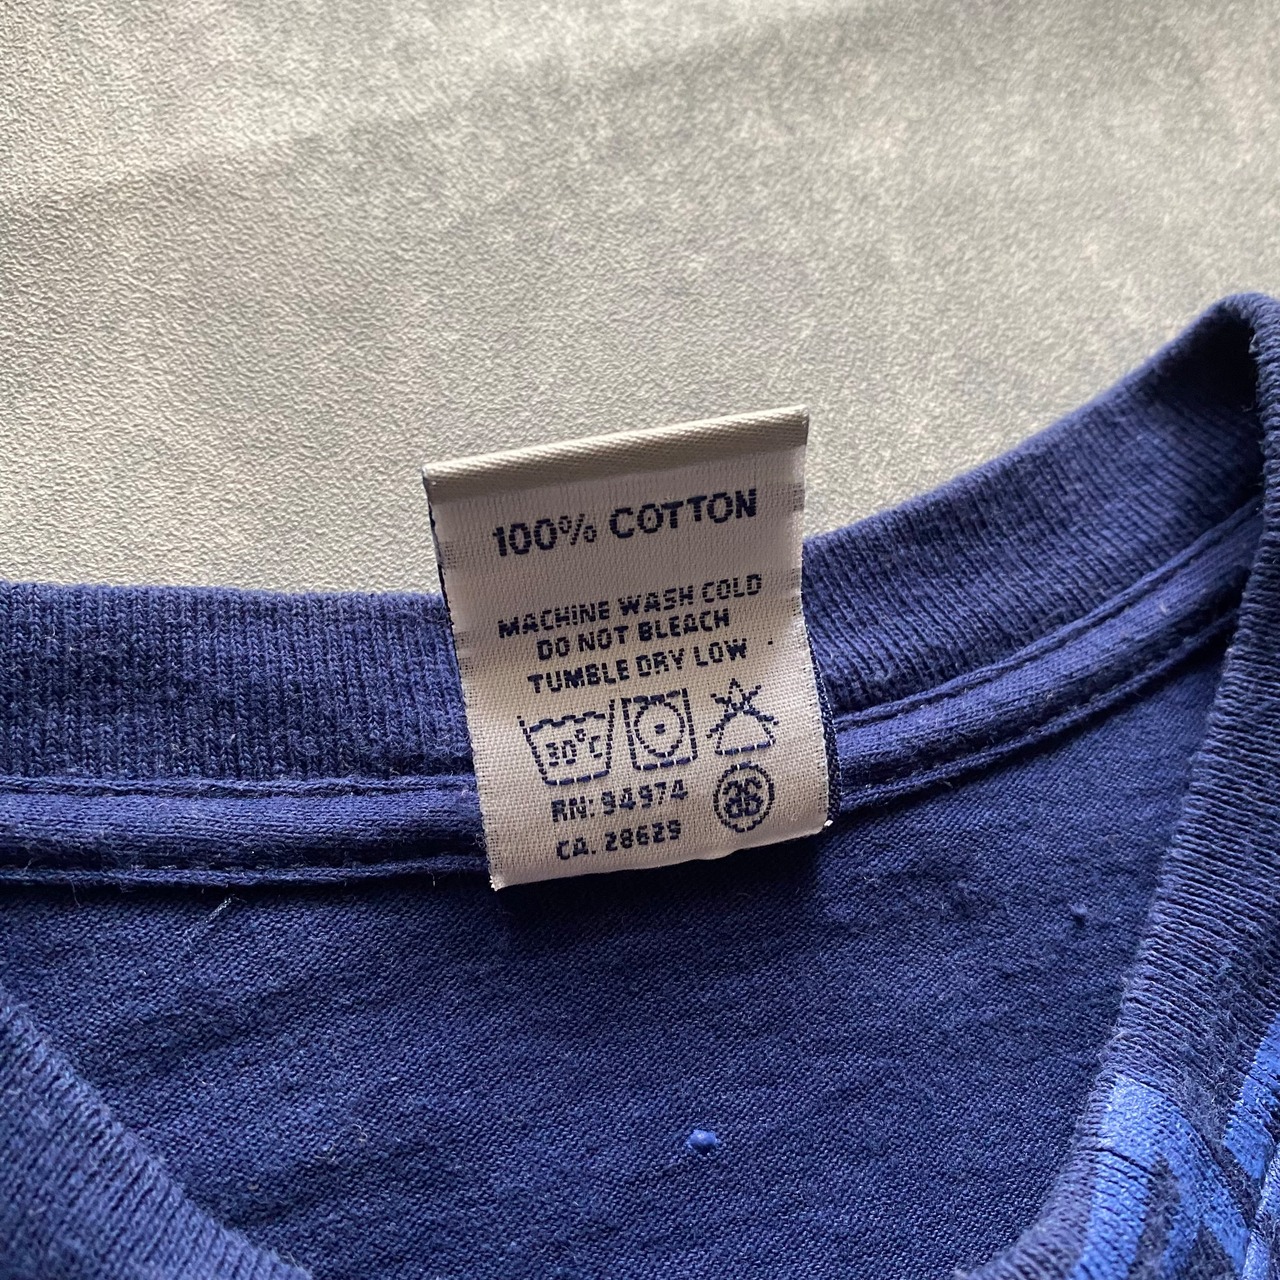 100% COTTON
MACHINE WASH COLD
DO NOT BLEACH
TUMBLE DRY LOW
30°C
RN: 94974
CA. 28629